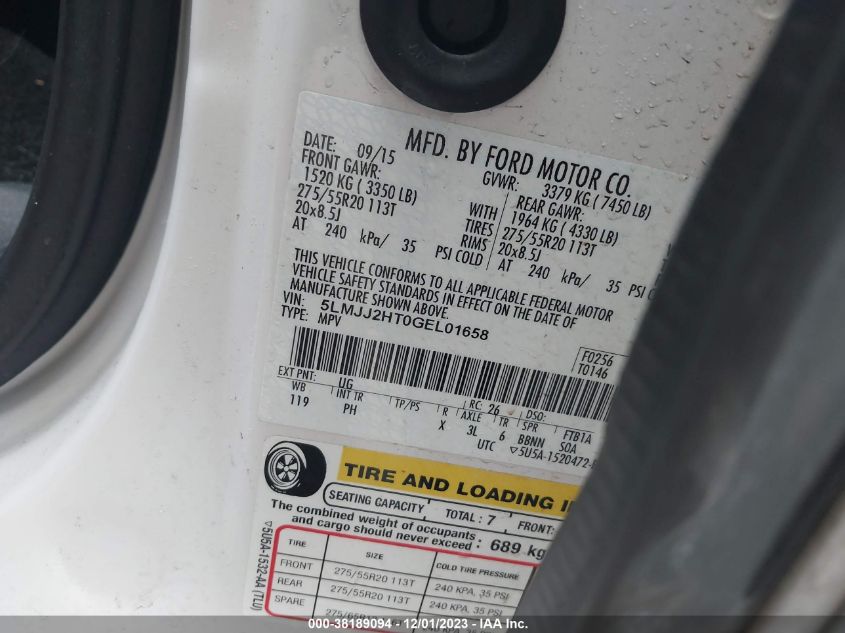 MFD. BY FORD MOTOR CO.
DATE: 09/15 GVWR: 3379 KG ( 7450 LB)
FRONT GAWR: REAR GAWR:
1520 KG ( 3350 LB) WITH 1964 KG ( 4330 LB)
275/55R20 113T TIRES 275/55R20 113T
20x8.5J RIMS 20x8.5J
AT 240 kPa/ 35 PSI COLD AT 240 kPa/ 35 PSI
THIS VEHICLE CONFORMS TO ALL APPLICABLE FEDERAL MOTOR
VEHICLE SAFETY STANDARDS IN EFFECT ON THE DATE OF
MANUFACTURE SHOWN ABOVE.
VIN: 5LMJJ2HT0GEL01658
TYPE: MPV
F0256
T0146
EXT PNT: UG RC: 26 DSO:
WB INT TR TP/PS R AXLE TR SPR FTB1A
119 PH X 3L 6 BBNN SOA
UTC ▽5U5A-1520472-
TIRE AND LOADING
SEATING CAPACITY TOTAL : 7 FRONT:
The combined weight of occupants
and cargo should never exceed : 689 kg
TIRE SIZE COLD TIRE PRESSURE
FRONT 275/55R20 113T 240 KPA, 35 PSI
REAR 275/55R20 113T 240 KPA, 35 PSI
SPARE
▽5U5A-1532-AA (TLU)
000-38189094 - 12/01/2023 - IAA Inc.